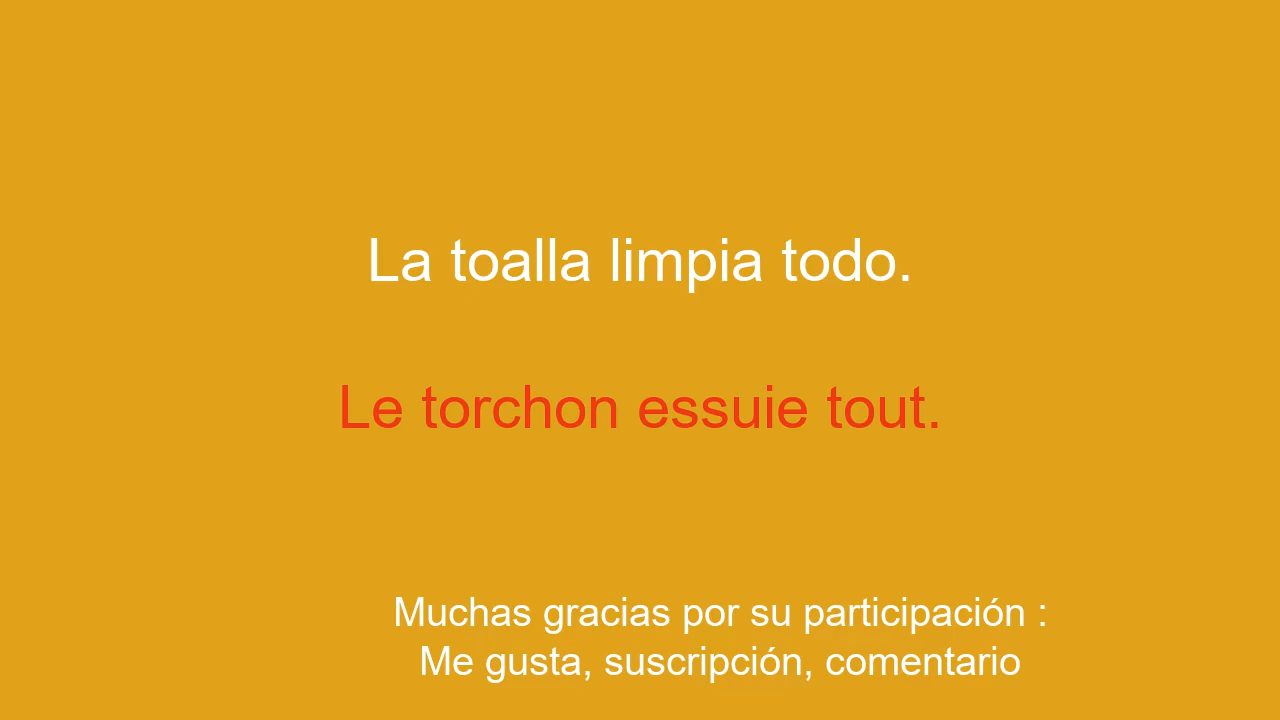 La toalla limpia todo.
Le torchon essuie tout.
Muchas gracias por su participación :
Me gusta, suscripción, comentario